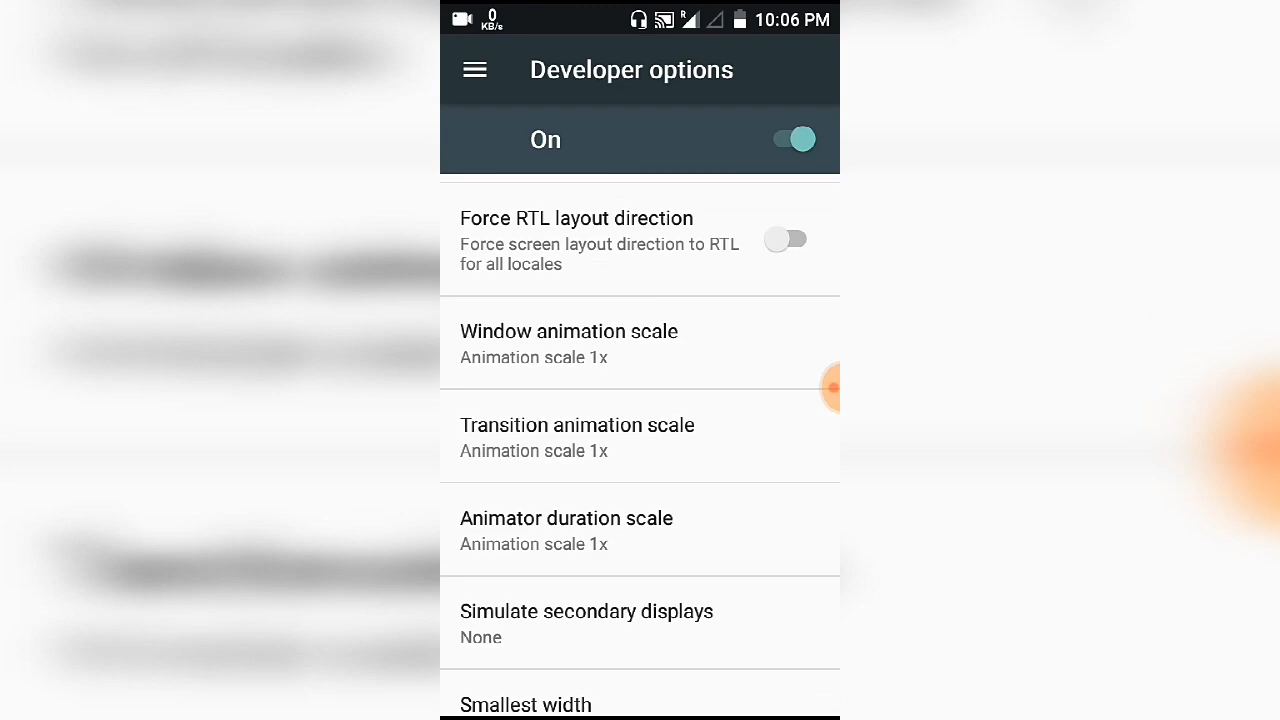 0
KB/s
R
10:06 PM
Developer options
On
Force RTL layout direction
Force screen layout direction to RTL
for all locales
Window animation scale
Animation scale 1x
Transition animation scale
Animation scale 1x
Animator duration scale
Animation scale 1x
Simulate secondary displays
None
Smallest width